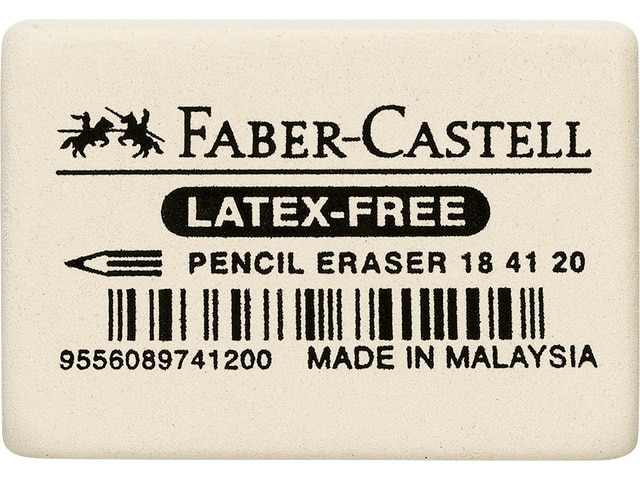 FABER-CASTELL
LATEX-FREE
PENCIL ERASER 18 41 20
9556089741200 MADE IN MALAYSIA